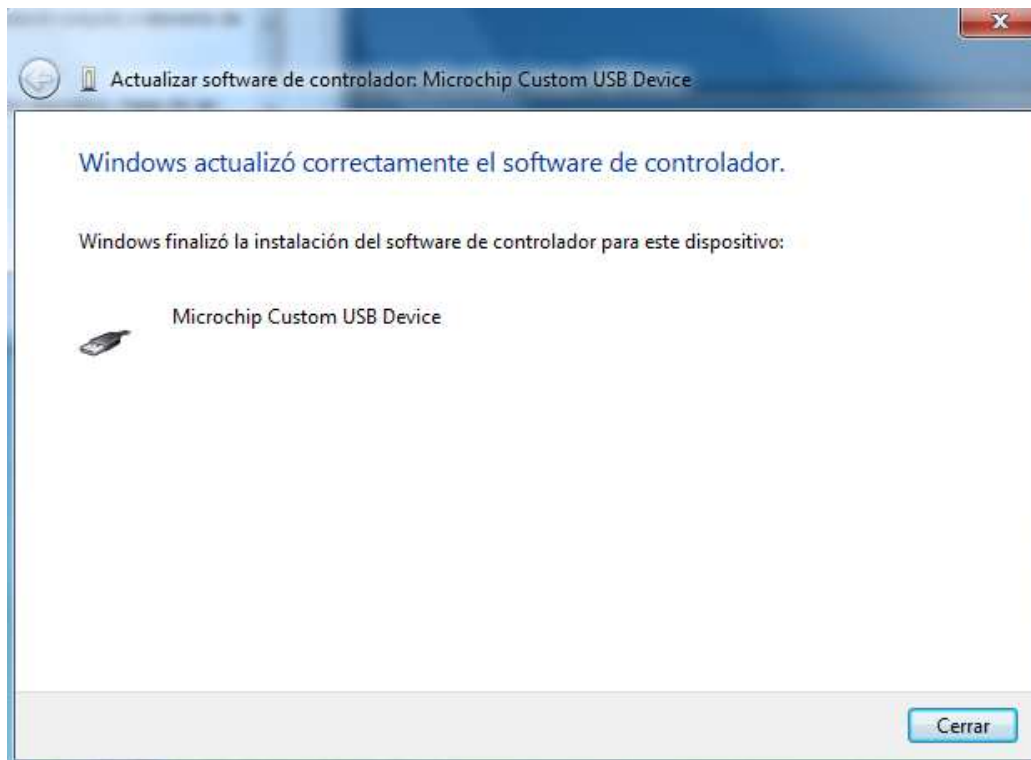 Actualizar software de controlador: Microchip Custom USB Device
Windows actualizó correctamente el software de controlador.
Windows finalizó la instalación del software de controlador para este dispositivo:
Microchip Custom USB Device
Cerrar